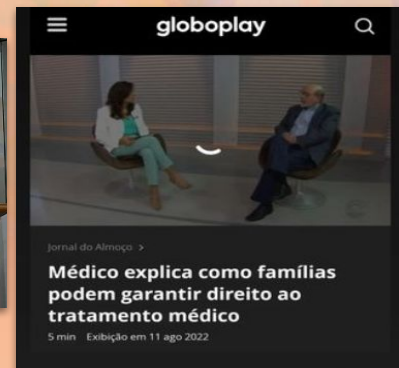 globoplay
Jornal do Almoço >
Médico explica como famílias
podem garantir direito ao
tratamento médico
5 min Exibição em 11 ago 2022